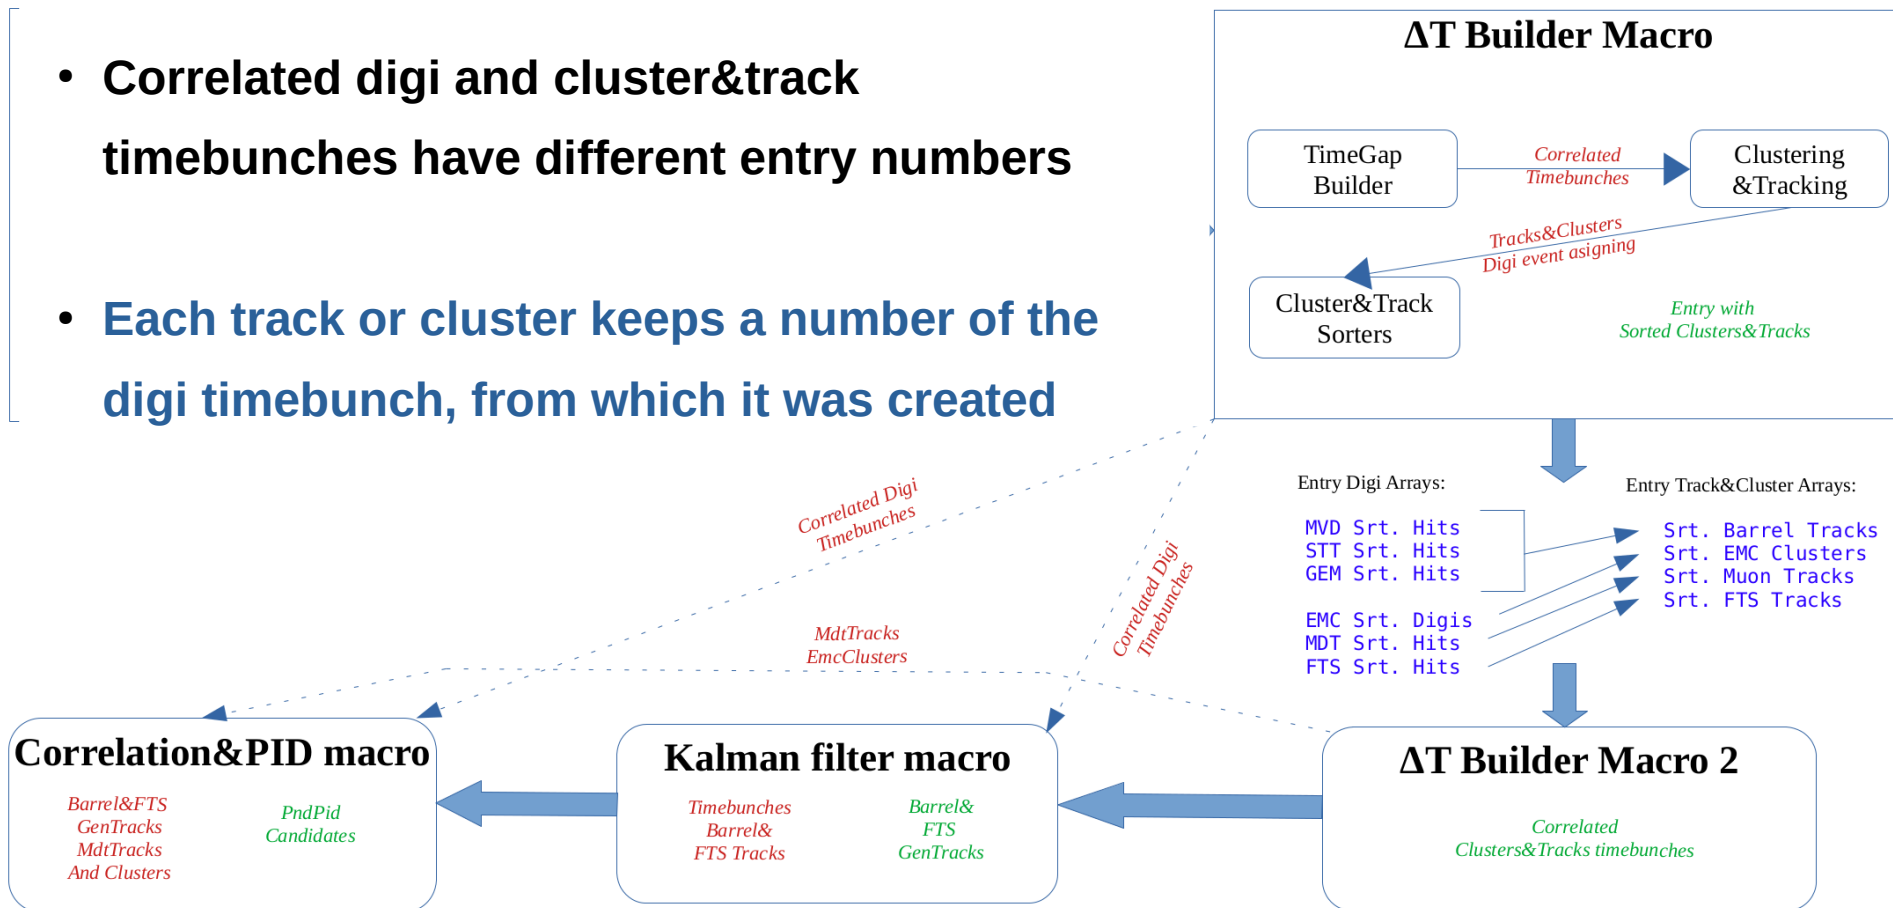 • Correlated digi and cluster&track
timebunches have different entry numbers
• Each track or cluster keeps a number of the
digi timebunch, from which it was created
ΔT Builder Macro
TimeGap
Builder
Correlated
Timebunches
Clustering
&Tracking
Tracks&Clusters
Digi event asigning
Cluster&Track
Sorters
Entry with
Sorted Clusters&Tracks
Entry Digi Arrays:
MVD Srt. Hits
STT Srt. Hits
GEM Srt. Hits
EMC Srt. Digis
MDT Srt. Hits
FTS Srt. Hits
Entry Track&Cluster Arrays:
Srt. Barrel Tracks
Srt. EMC Clusters
Srt. Muon Tracks
Srt. FTS Tracks
Correlated Digi
Timebunches
Correlated Digi
Timebunches
MdtTracks
EmcClusters
Correlation&PID macro
Barrel&FTS
GenTracks
MdtTracks
And Clusters
PndPid
Candidates
Kalman filter macro
Timebunches
Barrel&
FTS Tracks
Barrel&
FTS
GenTracks
ΔT Builder Macro 2
Correlated
Clusters&Tracks timebunches